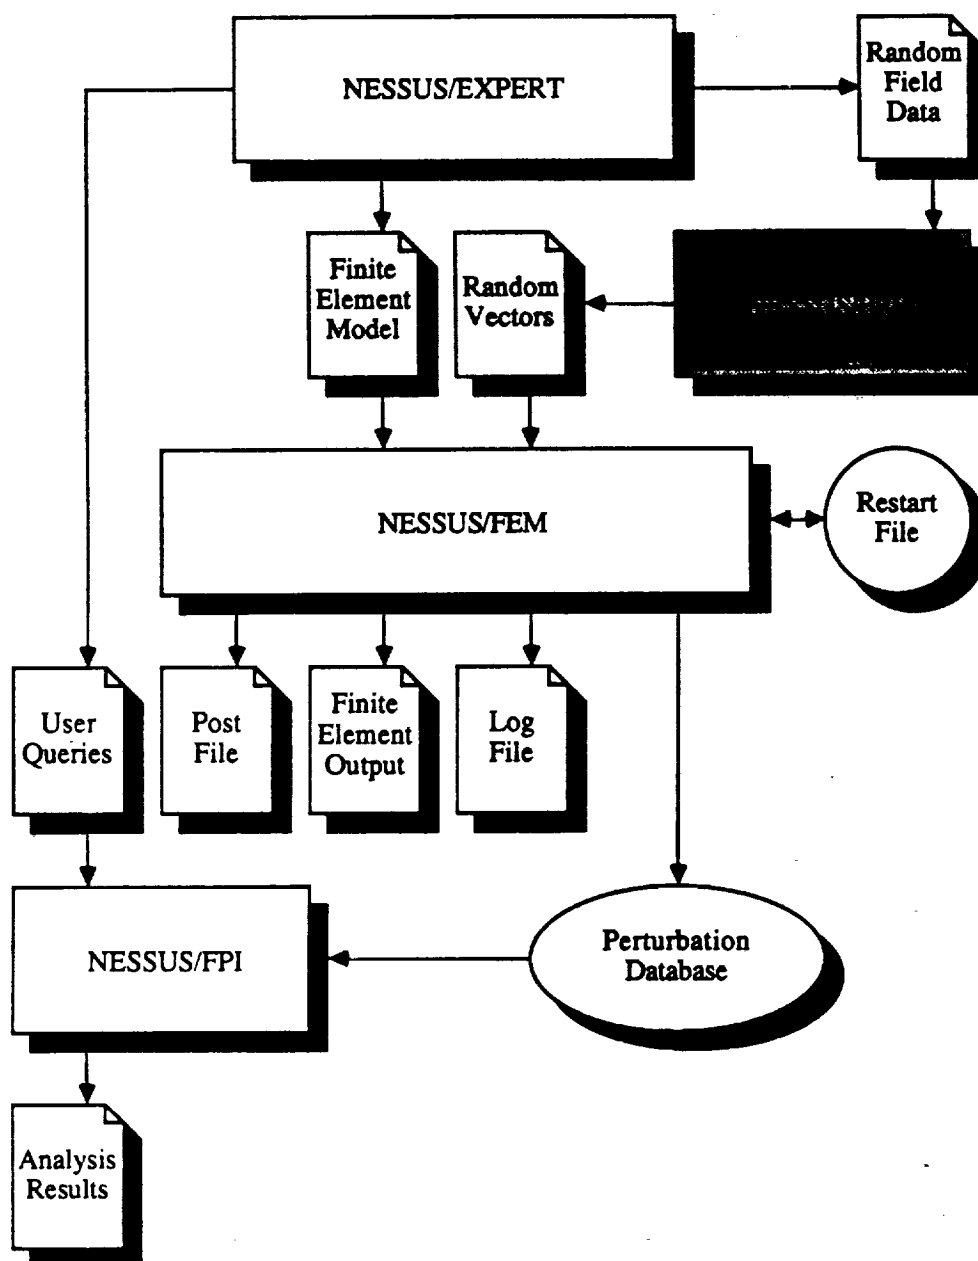 NESSUS/EXPERT
Random
Field
Data
Finite
Element
Model
Random
Vectors
NESSUS/FEM
Restart
File
User
Queries
Post
File
Finite
Element
Output
Log
File
NESSUS/FPI
Perturbation
Database
Analysis
Results